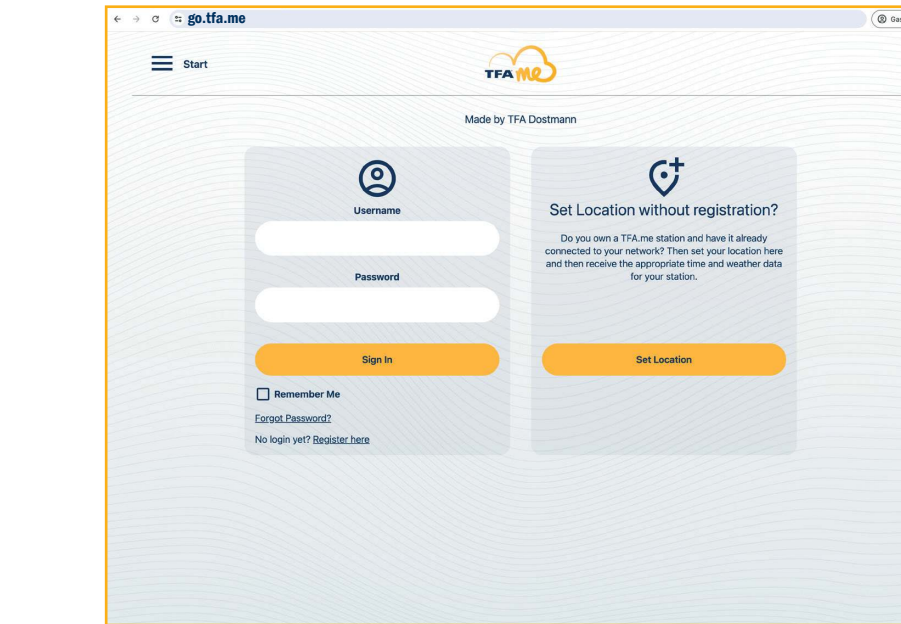 go.tfa.me
Gas
Start
TFA me
Made by TFA Dostmann
Username
Password
Sign In
Remember Me
Forgot Password?
No login yet? Register here
Set Location without registration?
Do you own a TFA.me station and have it already
connected to your network? Then set your location here
and then receive the appropriate time and weather data
for your station.
Set Location